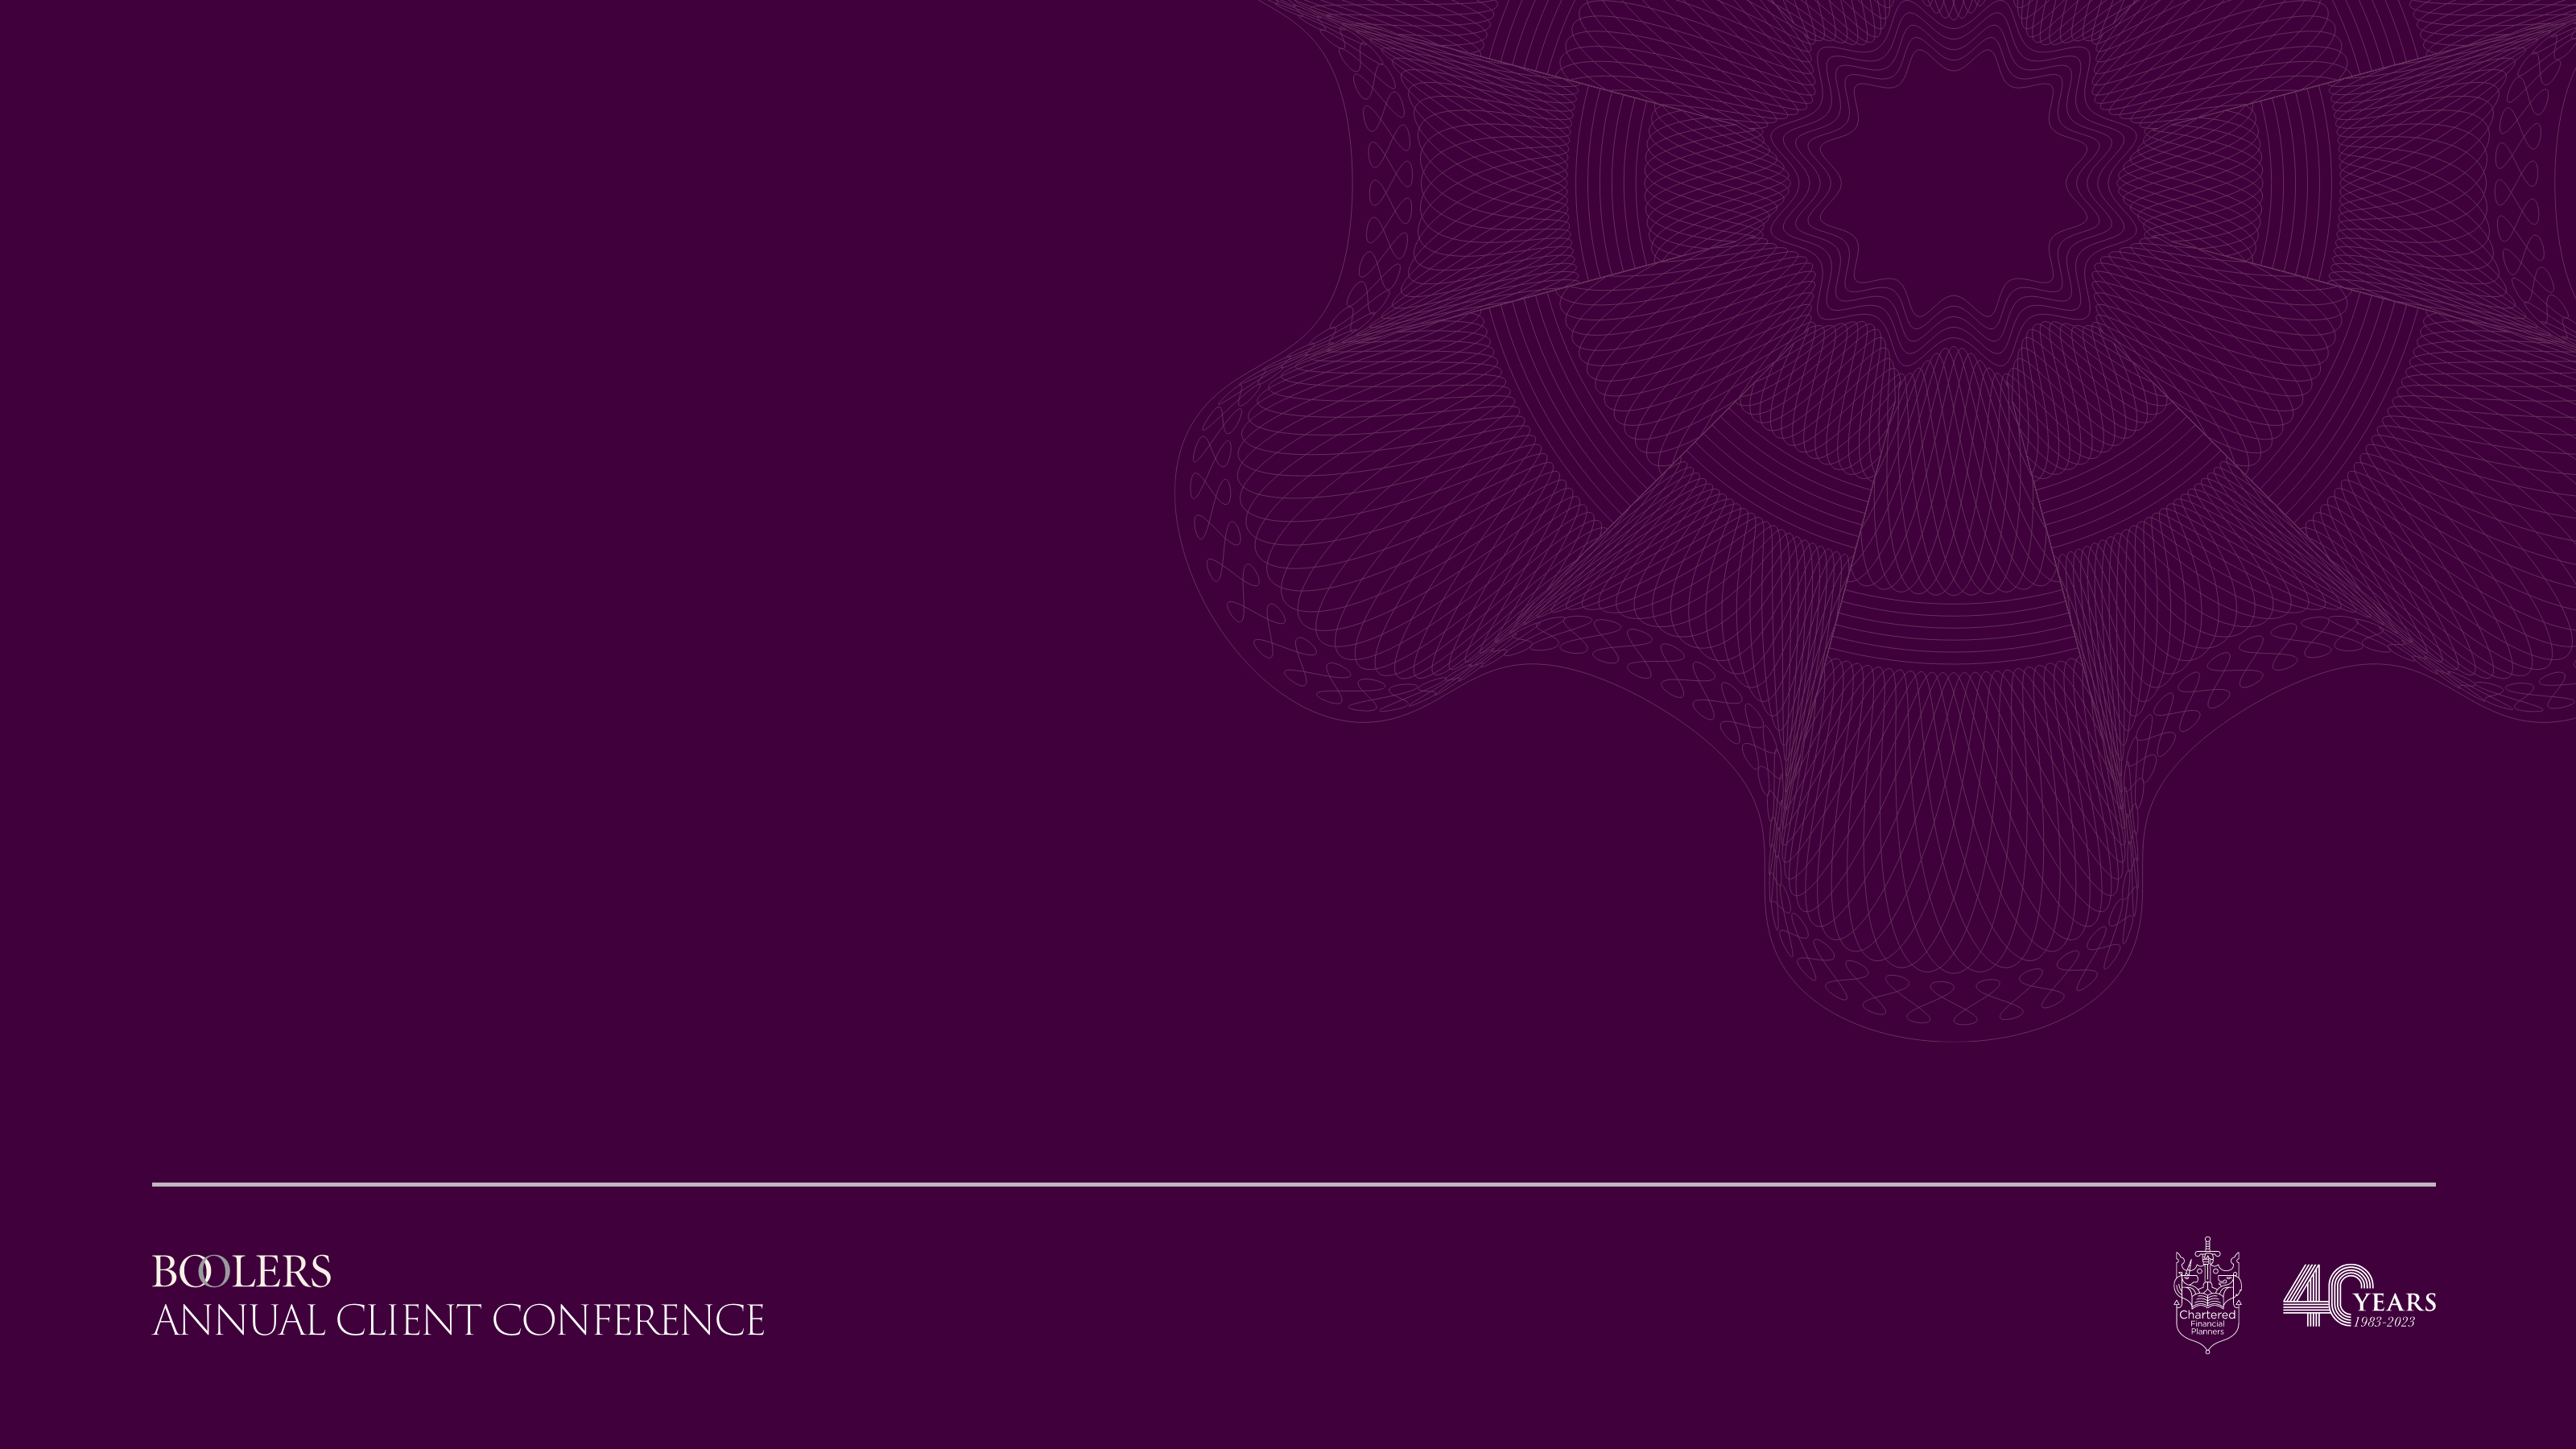 BOOLERS
ANNUAL CLIENT CONFERENCE
Chartered
Financial
Planners
40 YEARS
1983-2023